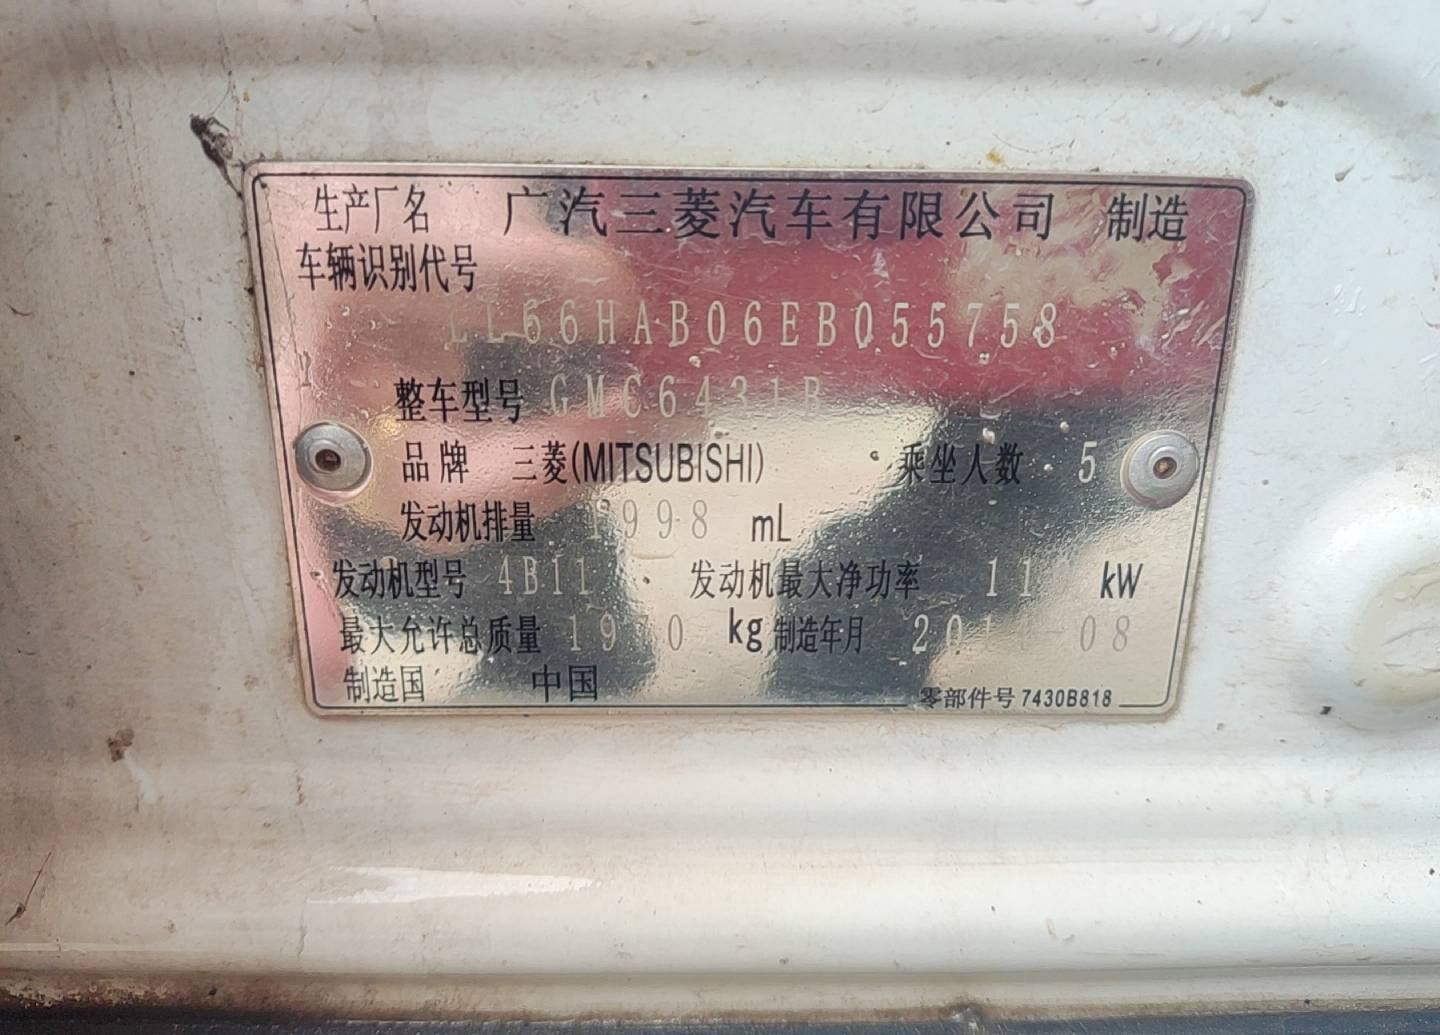 生产厂名 广汽三菱汽车有限公司 制造
车辆识别代号
LL66HAB06EB055758
整车型号 GMC6431B
品牌 三菱(MITSUBISHI) 乘坐人数 5
发动机排量 1998 mL
发动机型号 4B11 发动机最大净功率 kW
最大允许总质量 kg 制造年月
制造国 中国
零部件号 7430B818